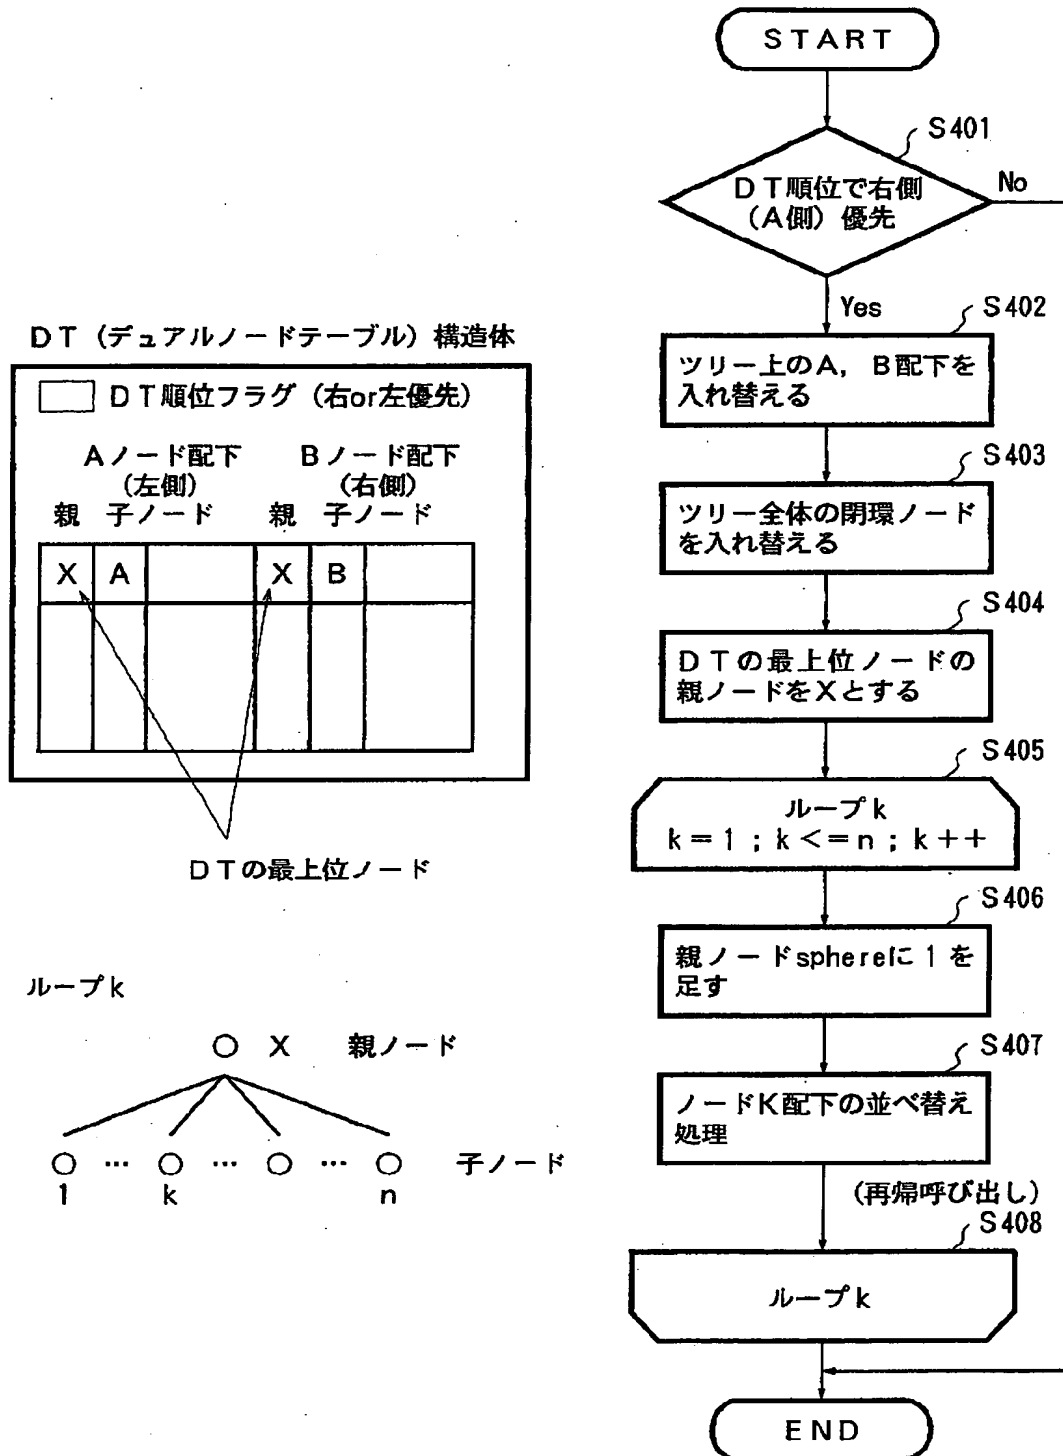 START
S401
DT順位で右側
(A側) 優先
No
Yes
S402
ツリー上のA, B配下を
入れ替える
S403
ツリー全体の閉環ノード
を入れ替える
S404
DTの最上位ノードの
親ノードをXとする
S405
ループk
k=1 ; k<=n ; k++
S406
親ノードsphereに1を
足す
S407
ノードK配下の並べ替え
処理
(再帰呼び出し)
S408
ループk
END
DT (デュアルノードテーブル) 構造体
DT順位フラグ (右or左優先)
Aノード配下 Bノード配下
(左側) (右側)
親 子ノード 親 子ノード
X A X B
DTの最上位ノード
ループk
X 親ノード
… … … 子ノード
1 k n